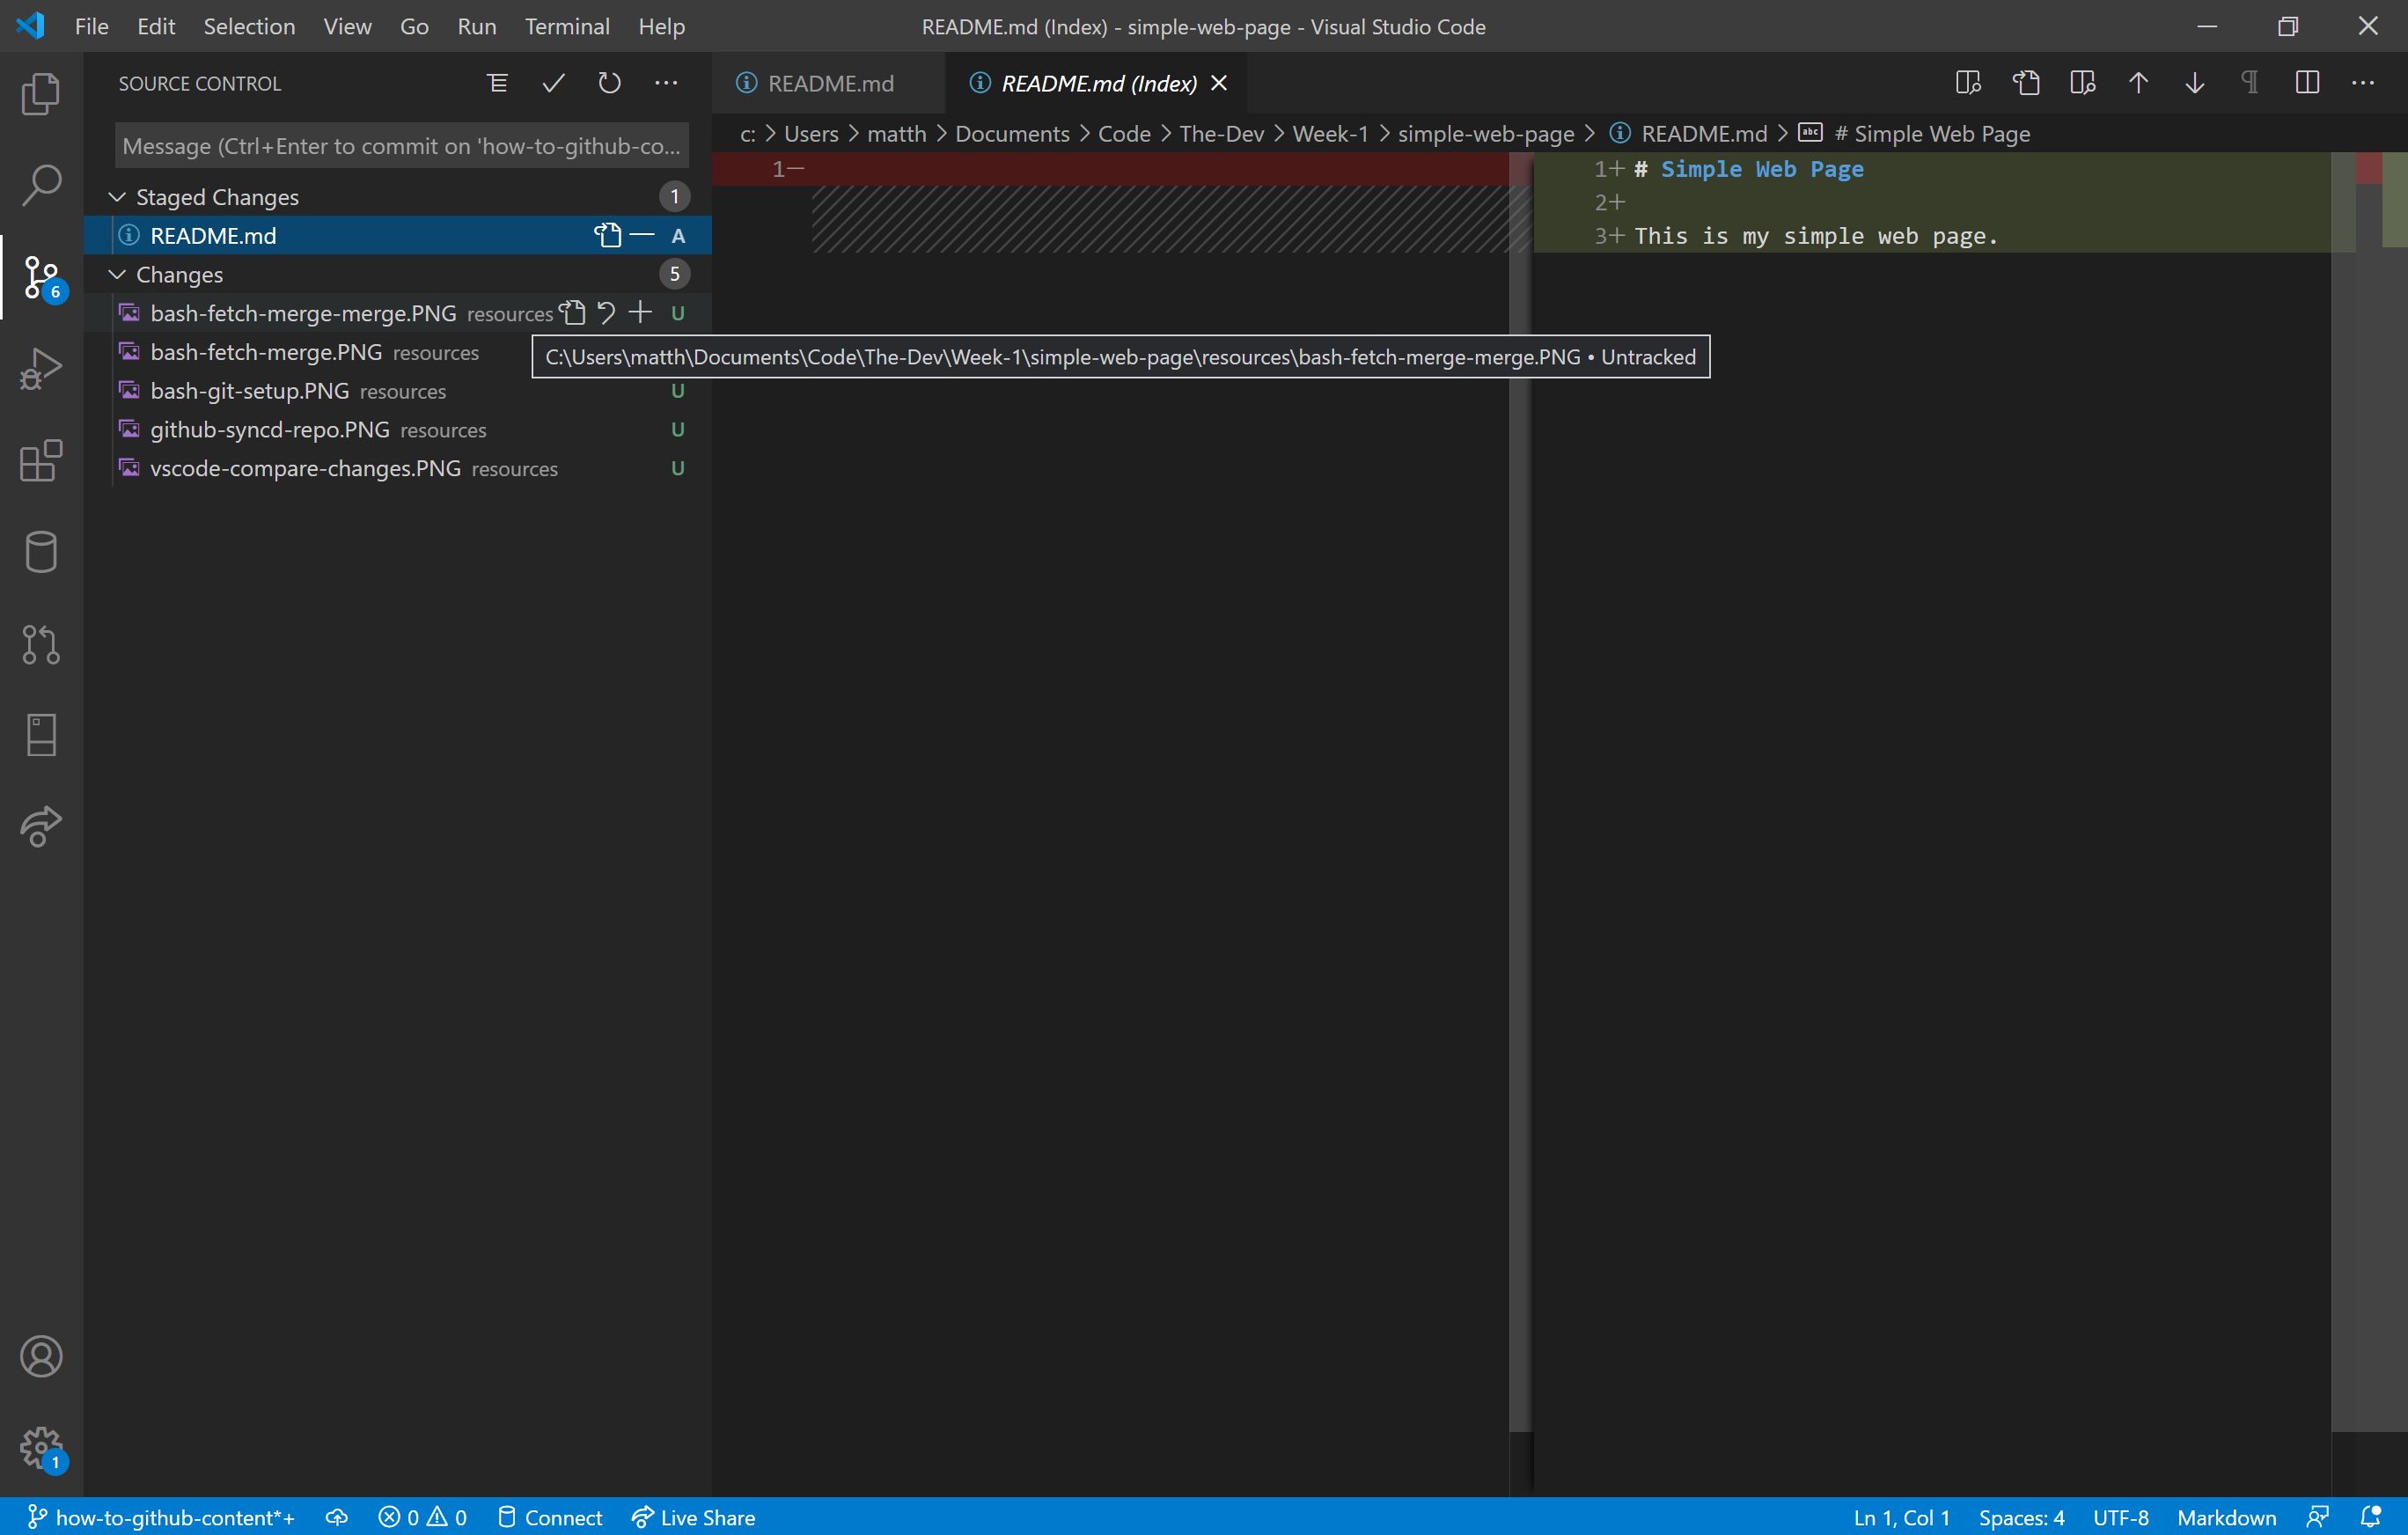 File Edit Selection View Go Run Terminal Help
README.md (Index) - simple-web-page - Visual Studio Code
SOURCE CONTROL
Message (Ctrl+Enter to commit on 'how-to-github-co...
Staged Changes 1
README.md A
Changes 5
bash-fetch-merge-merge.PNG resources U
bash-fetch-merge.PNG resources
bash-git-setup.PNG resources U
github-syncd-repo.PNG resources U
vscode-compare-changes.PNG resources U
6
1
README.md
README.md (Index)
c: > Users > matth > Documents > Code > The-Dev > Week-1 > simple-web-page > README.md > abc # Simple Web Page
1—
1+ # Simple Web Page
2+
3+ This is my simple web page.
C:\Users\matth\Documents\Code\The-Dev\Week-1\simple-web-page\resources\bash-fetch-merge-merge.PNG • Untracked
how-to-github-content*+ 0 0 Connect Live Share
Ln 1, Col 1 Spaces: 4 UTF-8 Markdown